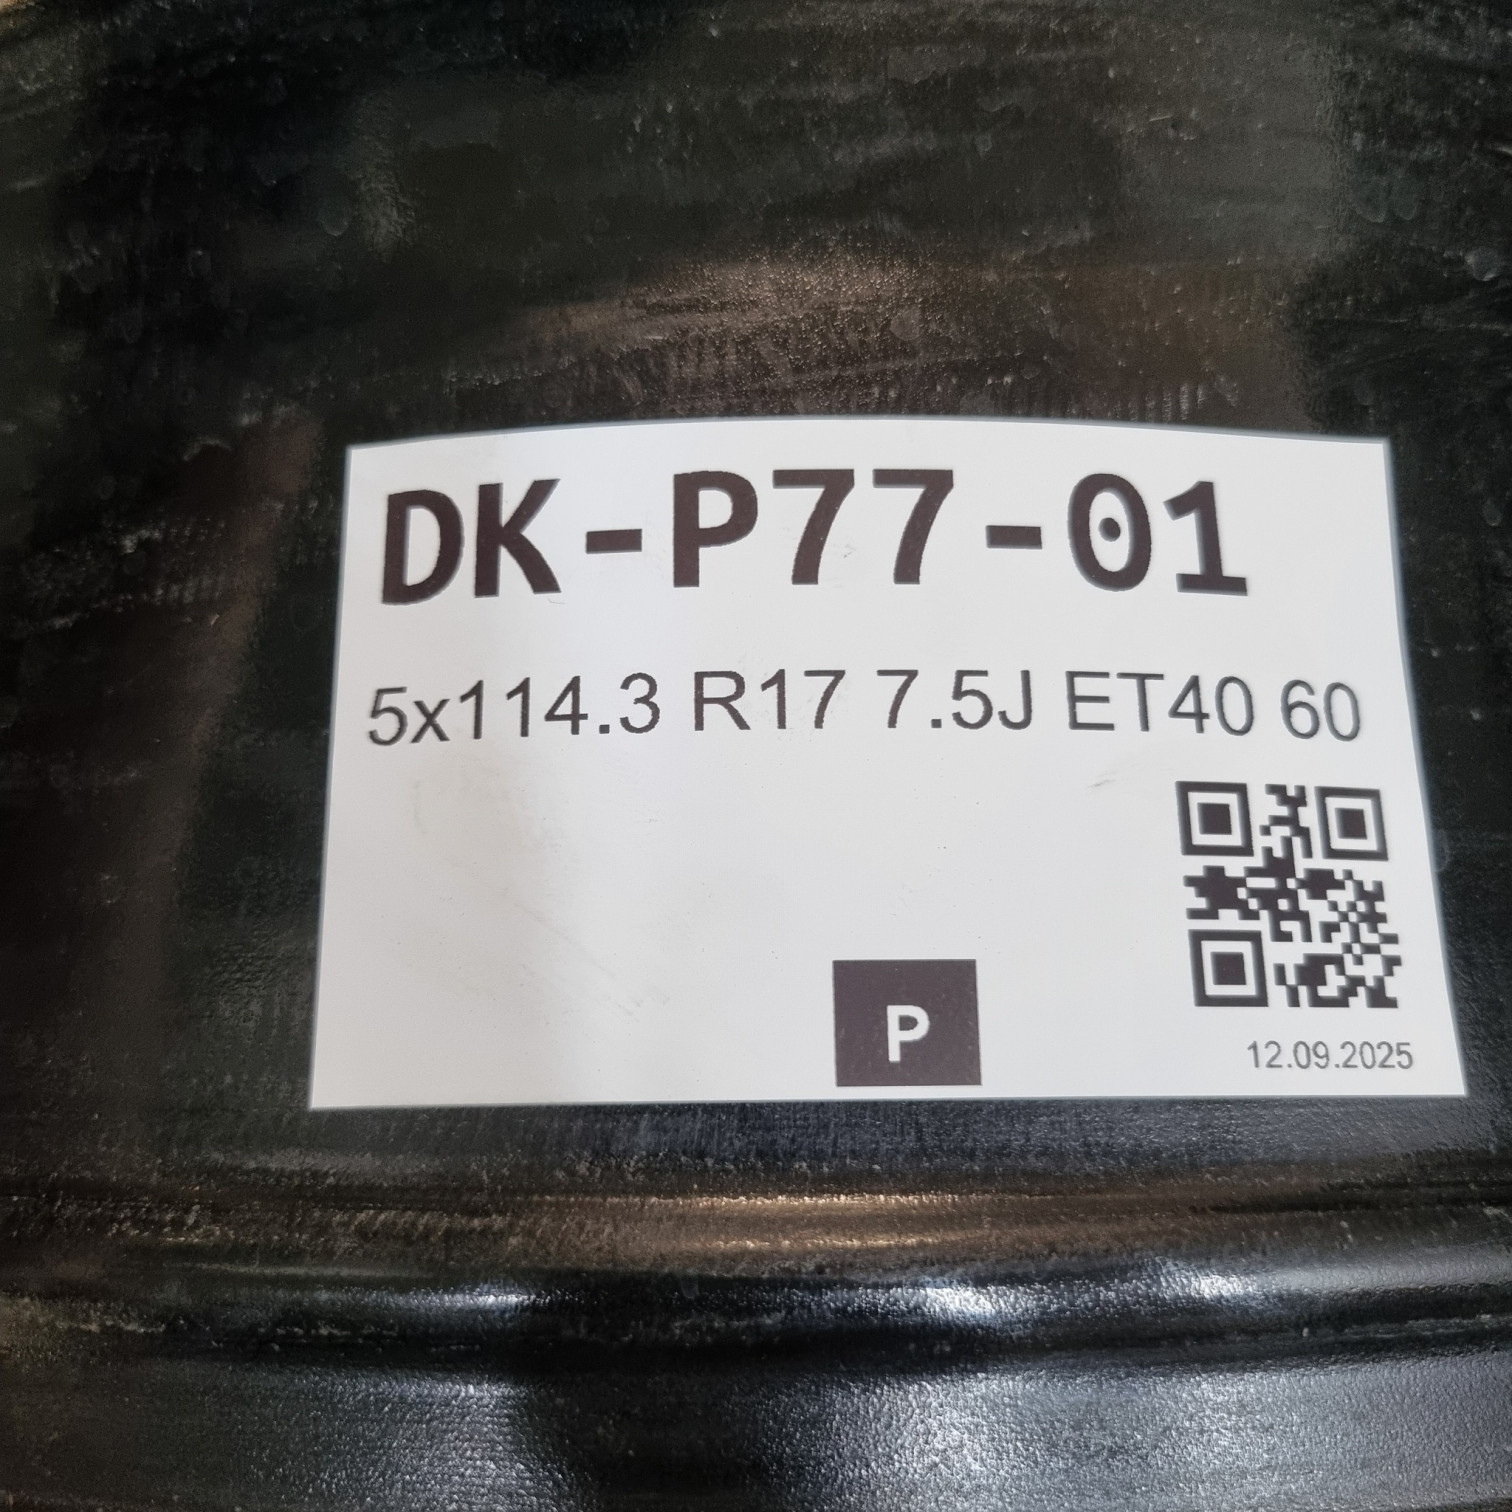 DK-P77-01
5x114.3 R17 7.5J ET40 60
P
12.09.2025